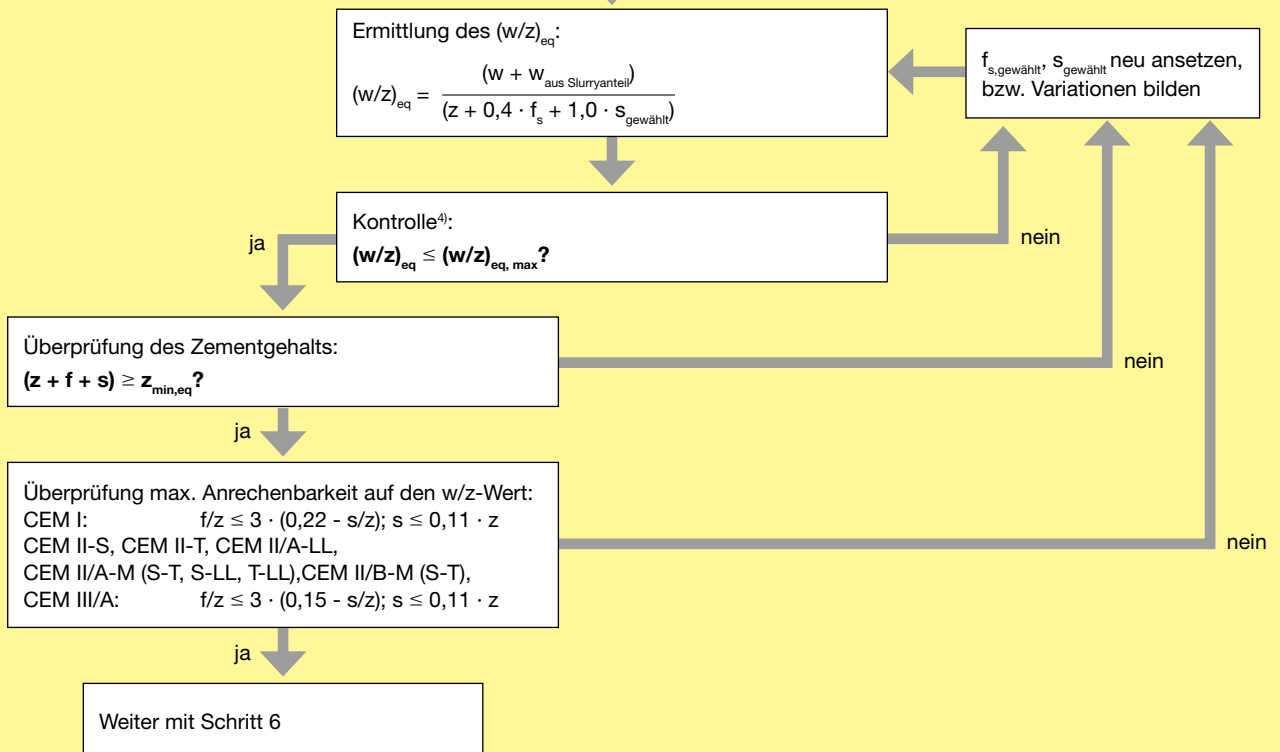 Ermittlung des (w/z)eq:
(w/z)eq = (w + waus Slurryanteil) / (z + 0,4 · fs + 1,0 · sgewählt)
fs,gewählt, sgewählt neu ansetzen,
bzw. Variationen bilden
Kontrolle4):
(w/z)eq ≤ (w/z)eq, max?
ja
nein
Überprüfung des Zementgehalts:
(z + f + s) ≥ zmin,eq?
nein
ja
Überprüfung max. Anrechenbarkeit auf den w/z-Wert:
CEM I: f/z ≤ 3 · (0,22 - s/z); s ≤ 0,11 · z
CEM II-S, CEM II-T, CEM II/A-LL,
CEM II/A-M (S-T, S-LL, T-LL),CEM II/B-M (S-T),
CEM III/A: f/z ≤ 3 · (0,15 - s/z); s ≤ 0,11 · z
nein
ja
Weiter mit Schritt 6